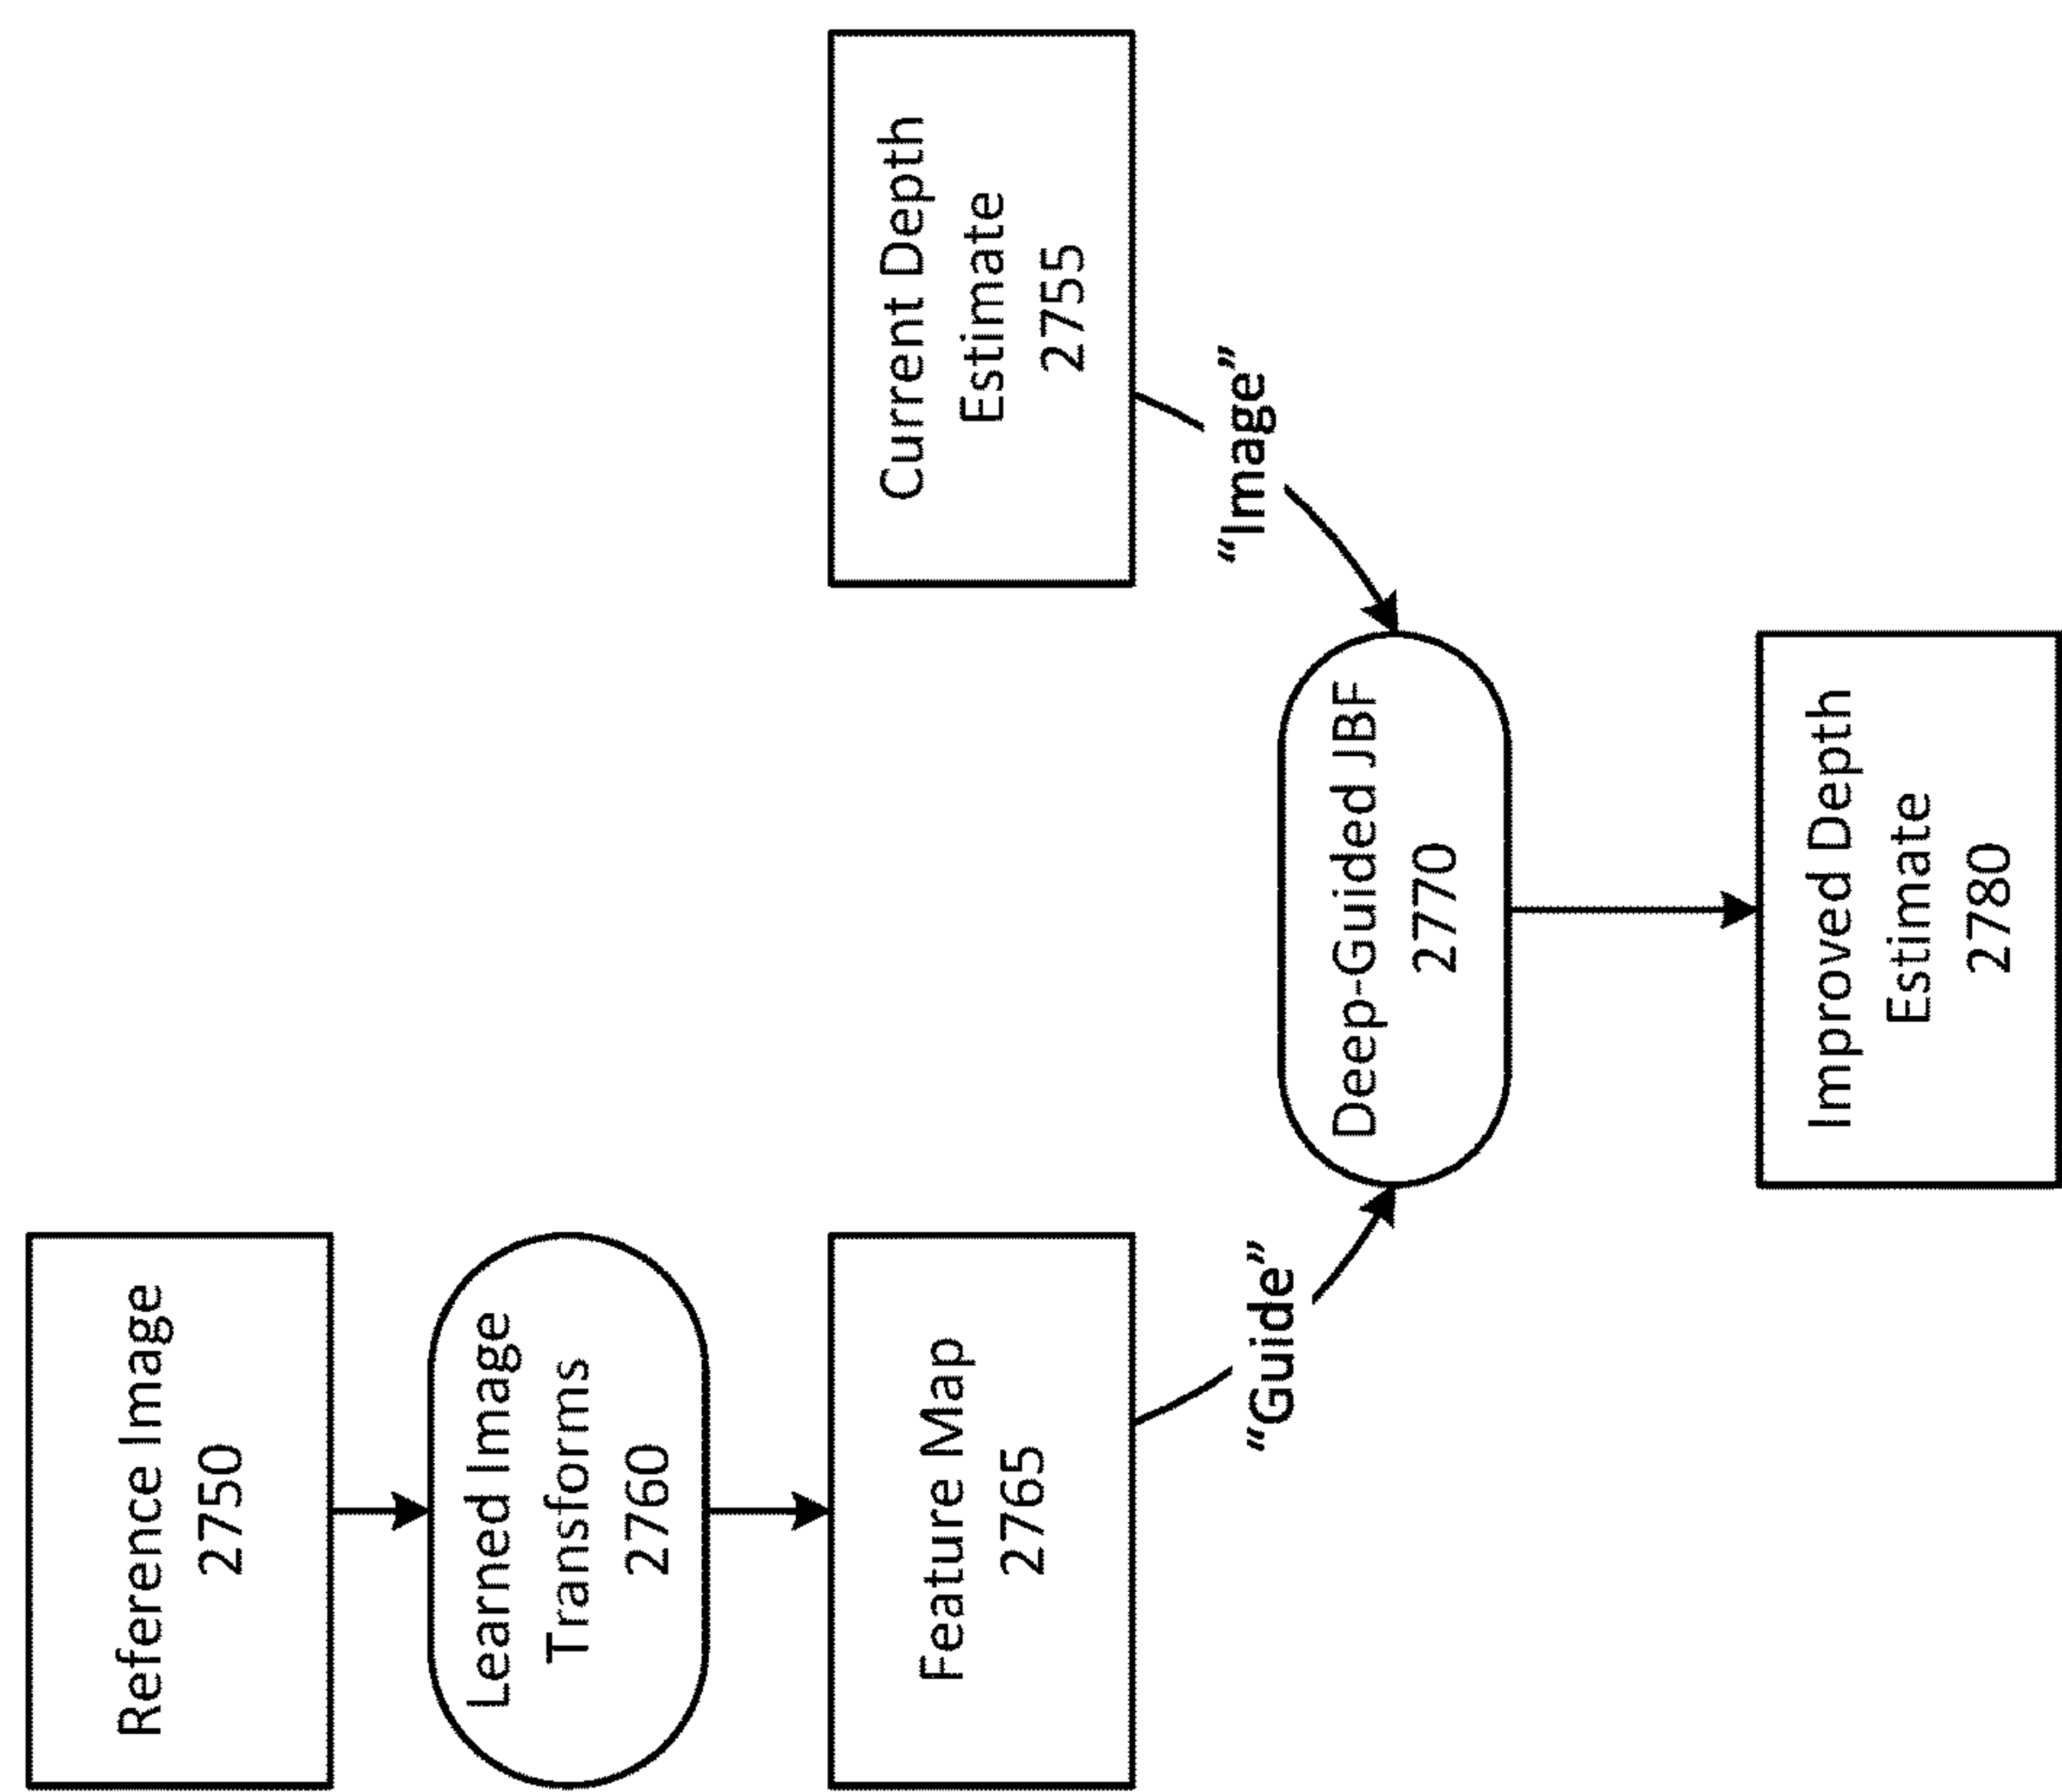 Reference Image
2750
Learned Image
Transforms
2760
Feature Map
2765
Current Depth
Estimate
2755
“Guide”
“Image”
Deep-Guided JBF
2770
Improved Depth
Estimate
2780